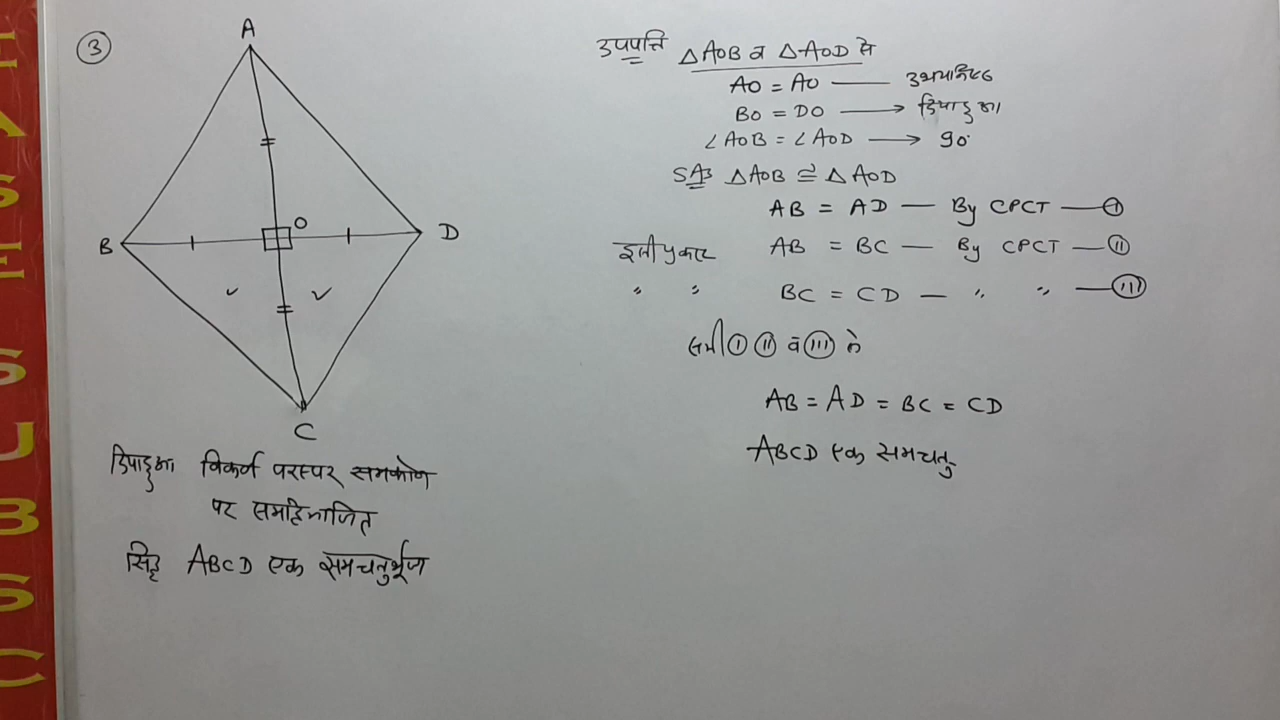 3
A
B
O
D
C
दिया हुआ विकर्ण परस्पर समकोण
पर समद्विभाजित
सिद्ध ABCD एक समचतुर्भुज
उपपत्ति △AOB व △AOD से
AO = AO — उभयनिष्ठ
BO = DO → दिया हुआ
∠AOB = ∠AOD → 90°
SAS △AOB ≅ △AOD
AB = AD — By CPCT — I
इसी प्रकार AB = BC — By CPCT — II
" " BC = CD — " " — III
समी I II व III से
AB = AD = BC = CD
ABCD एक समचतु
E
A
S
E
S
U
B
S
C